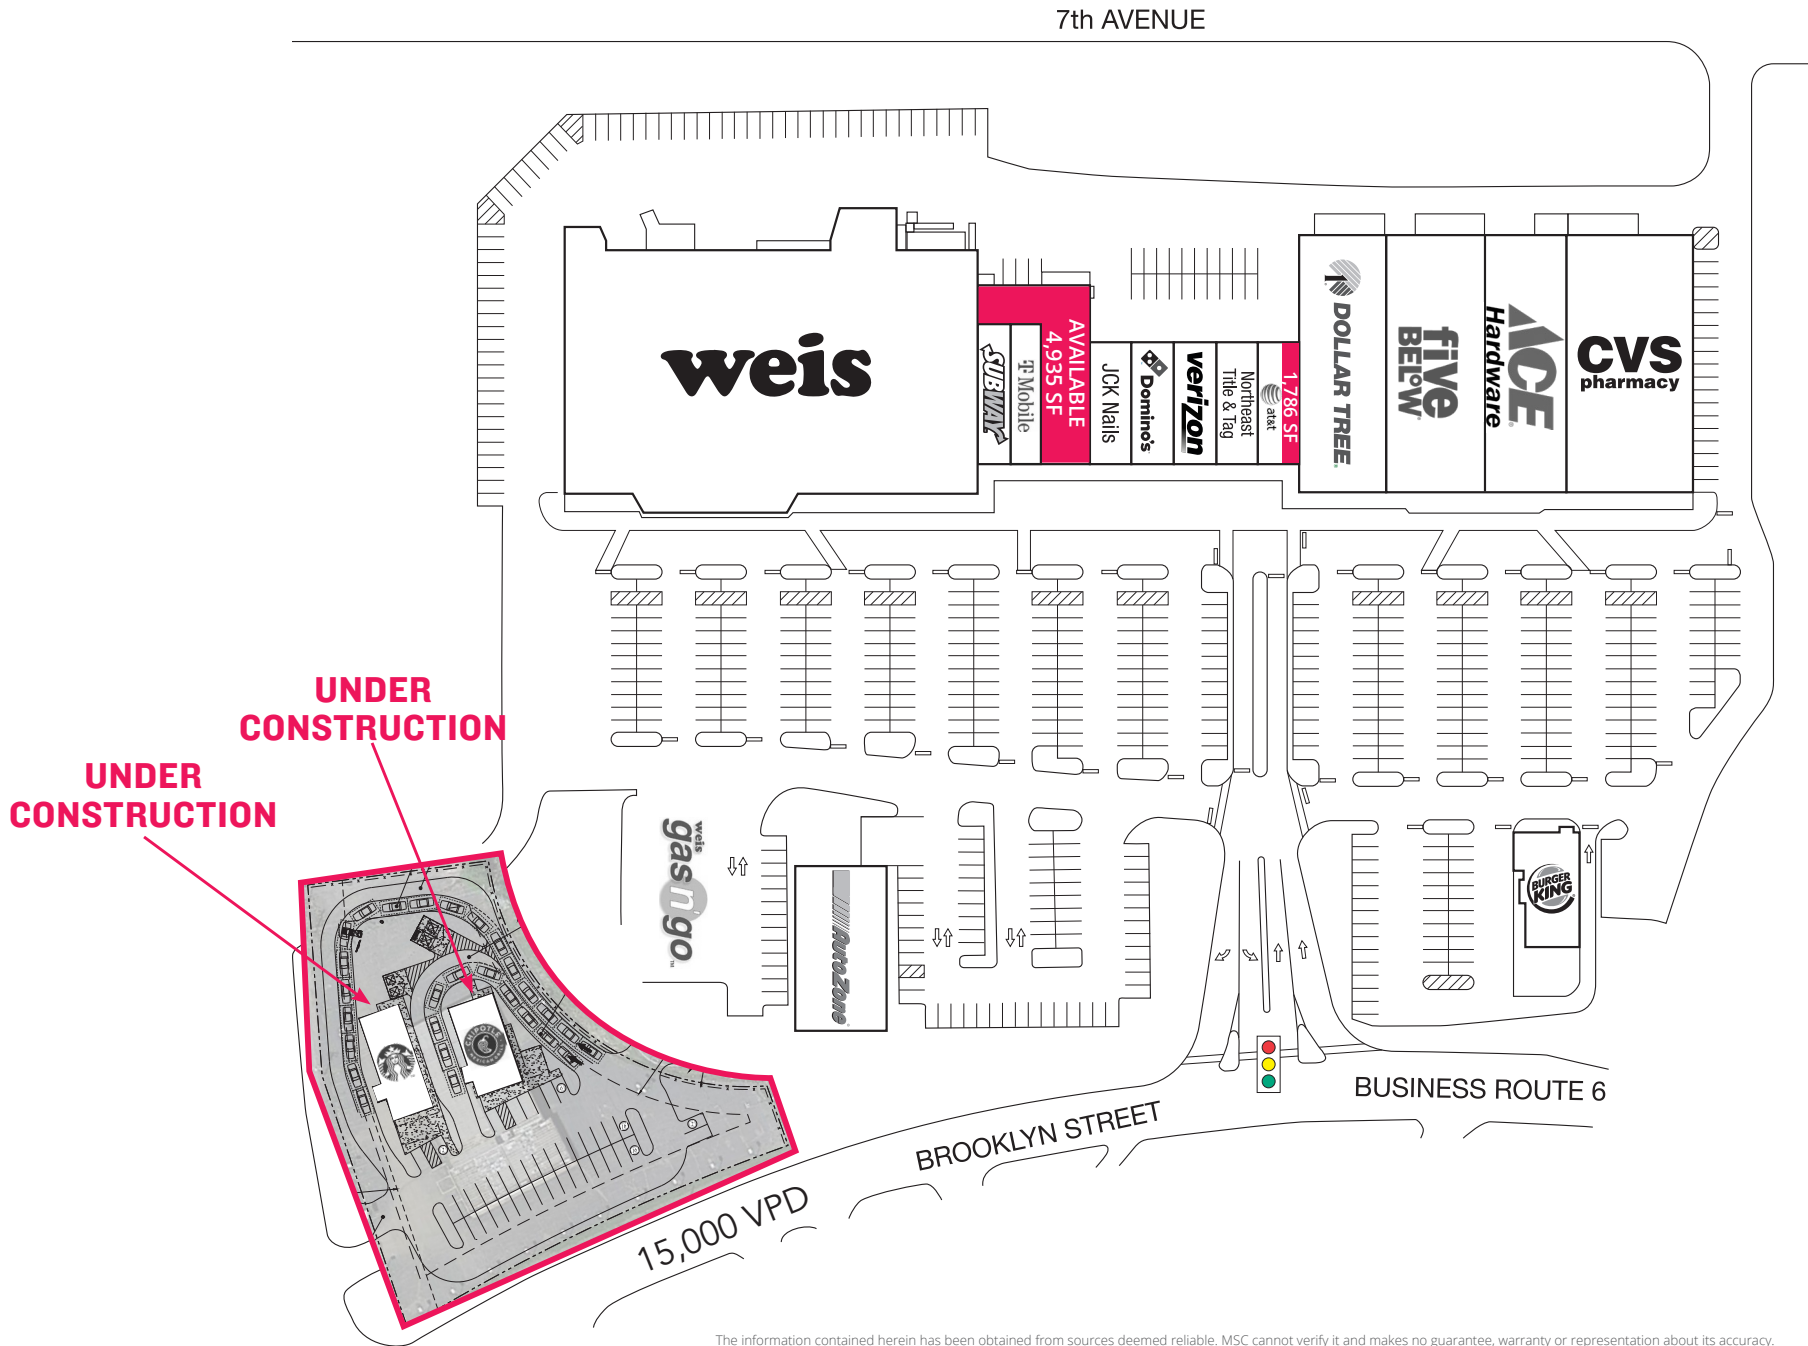 7th AVENUE
weis
SUBWAY
T Mobile
AVAILABLE
4,935 SF
JCK Nails
Domino's
verizon
Northeast
Title & Tag
at&t
1,786 SF
DOLLAR TREE
five
BELOW
ACE
Hardware
CVS
pharmacy
UNDER
CONSTRUCTION
UNDER
CONSTRUCTION
weis
gas n' go
AutoZone
BURGER
KING
CHIPOTLE
BUSINESS ROUTE 6
BROOKLYN STREET
15,000 VPD
The information contained herein has been obtained from sources deemed reliable. MSC cannot verify it and makes no guarantee, warranty or representation about its accuracy.